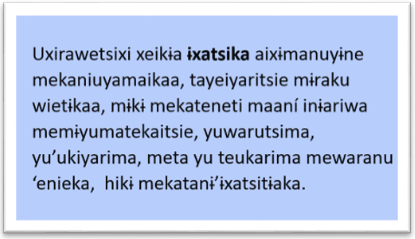 Uxirawetsixi xeikɨa ɨxatsika aixɨmanuyɨne
mekaniuyamaikaa, tayeiyaritsie mɨraku
wietɨkaa, mɨkɨ mekateneti maaní inɨariwa
memɨyumatekaitsie, yuwarutsima,
yu’ukiyarima, meta yu teukarima mewaranu
‘enieka,  hikɨ mekatanɨ’ɨxatsitɨaka.